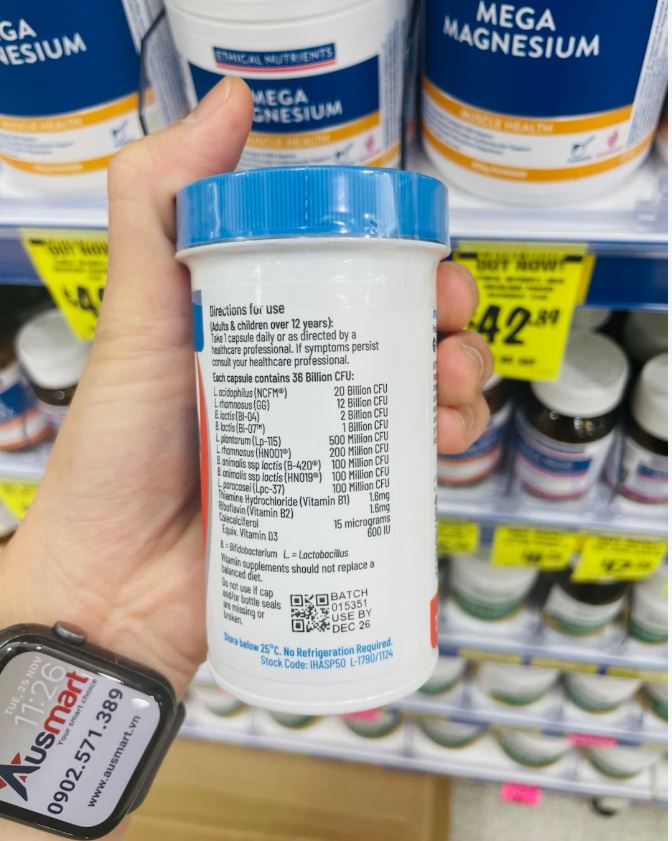 MEGA
MAGNESIUM
MUSCLE HEALTH
ETHICAL NUTRIENTS
MEGA
MAGNESIUM
MUSCLE HEALTH
$42.89
Directions for use
(Adults & children over 12 years):
Take 1 capsule daily or as directed by a
healthcare professional. If symptoms persist
consult your healthcare professional.
Each capsule contains 36 Billion CFU:
L. acidophilus (NCFM®) 20 Billion CFU
L. rhamnosus (GG) 12 Billion CFU
B. lactis (Bl-04) 2 Billion CFU
B. lactis (Bi-07™) 1 Billion CFU
L. plantarum (Lp-115) 500 Million CFU
L. rhamnosus (HN001®) 200 Million CFU
B. animalis ssp lactis (B-420®) 100 Million CFU
B. animalis ssp lactis (HN019®) 100 Million CFU
L. paracasei (Lpc-37) 100 Million CFU
Thiamine Hydrochloride (Vitamin B1) 1.6mg
Riboflavin (Vitamin B2) 1.6mg
Colecalciferol 15 micrograms
Equiv. Vitamin D3 600 IU
B. = Bifidobacterium L. = Lactobacillus
Vitamin supplements should not replace a
balanced diet.
Do not use if cap
and/or bottle seals
are missing or
broken.
BATCH
015351
USE BY
DEC 26
Store below 25°C. No Refrigeration Required.
Stock Code: IHASP50 L-1790/1124
TUE, 25 NOV
11:26
AUSmart
Your smart choice
0902.571.389
www.ausmart.vn